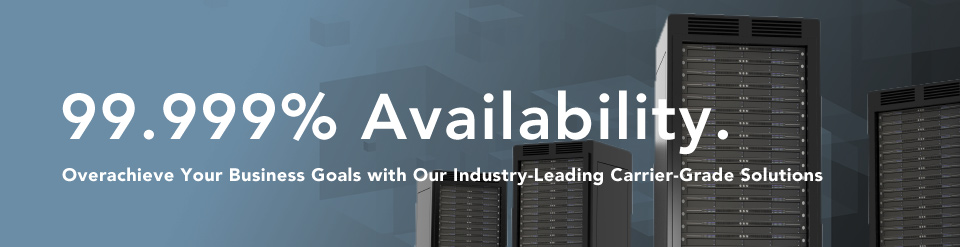 99.999% Availability.
Overachieve Your Business Goals with Our Industry-Leading Carrier-Grade Solutions